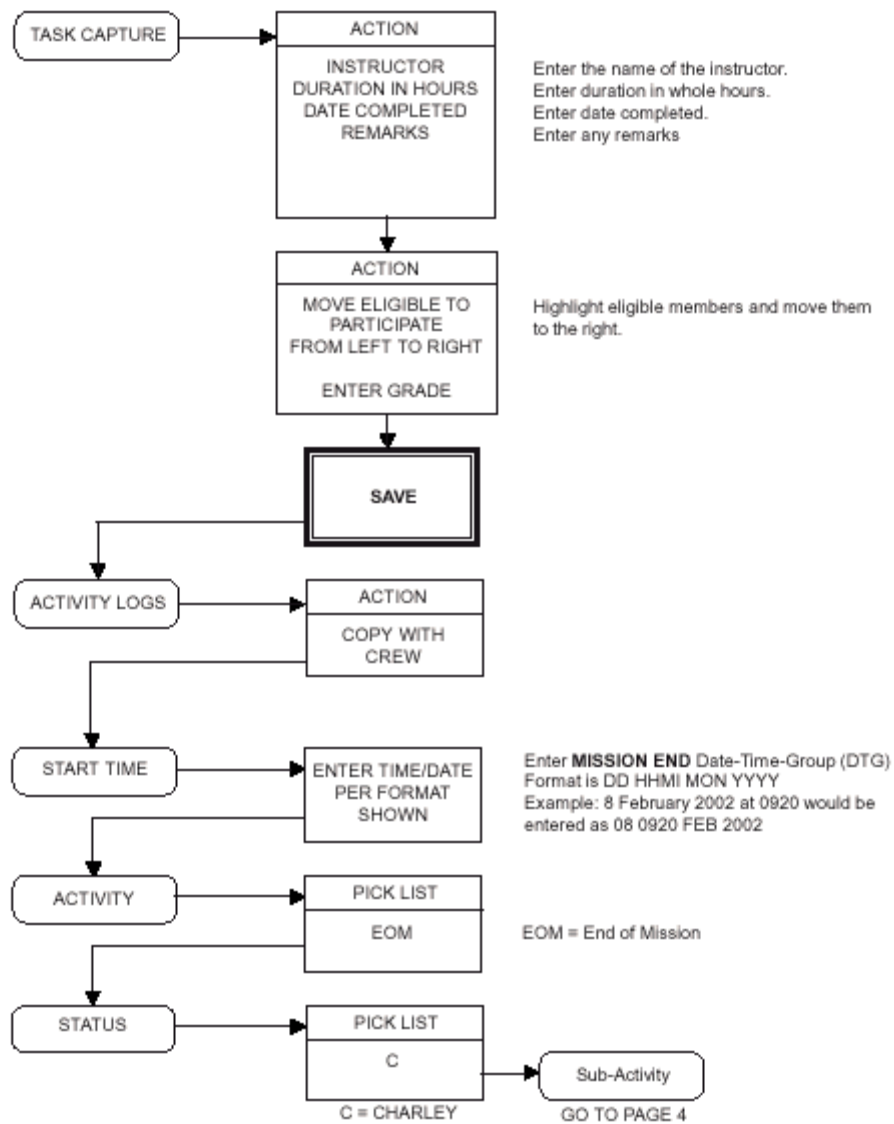 TASK CAPTURE
ACTION
INSTRUCTOR
DURATION IN HOURS
DATE COMPLETED
REMARKS
Enter the name of the instructor.
Enter duration in whole hours.
Enter date completed.
Enter any remarks
ACTION
MOVE ELIGIBLE TO
PARTICIPATE
FROM LEFT TO RIGHT
ENTER GRADE
Highlight eligible members and move them
to the right.
SAVE
ACTIVITY LOGS
ACTION
COPY WITH
CREW
START TIME
ENTER TIME/DATE
PER FORMAT
SHOWN
Enter MISSION END Date-Time-Group (DTG)
Format is DD HHMI MON YYYY
Example: 8 February 2002 at 0920 would be
entered as 08 0920 FEB 2002
ACTIVITY
PICK LIST
EOM
EOM = End of Mission
STATUS
PICK LIST
C
C = CHARLEY
Sub-Activity
GO TO PAGE 4